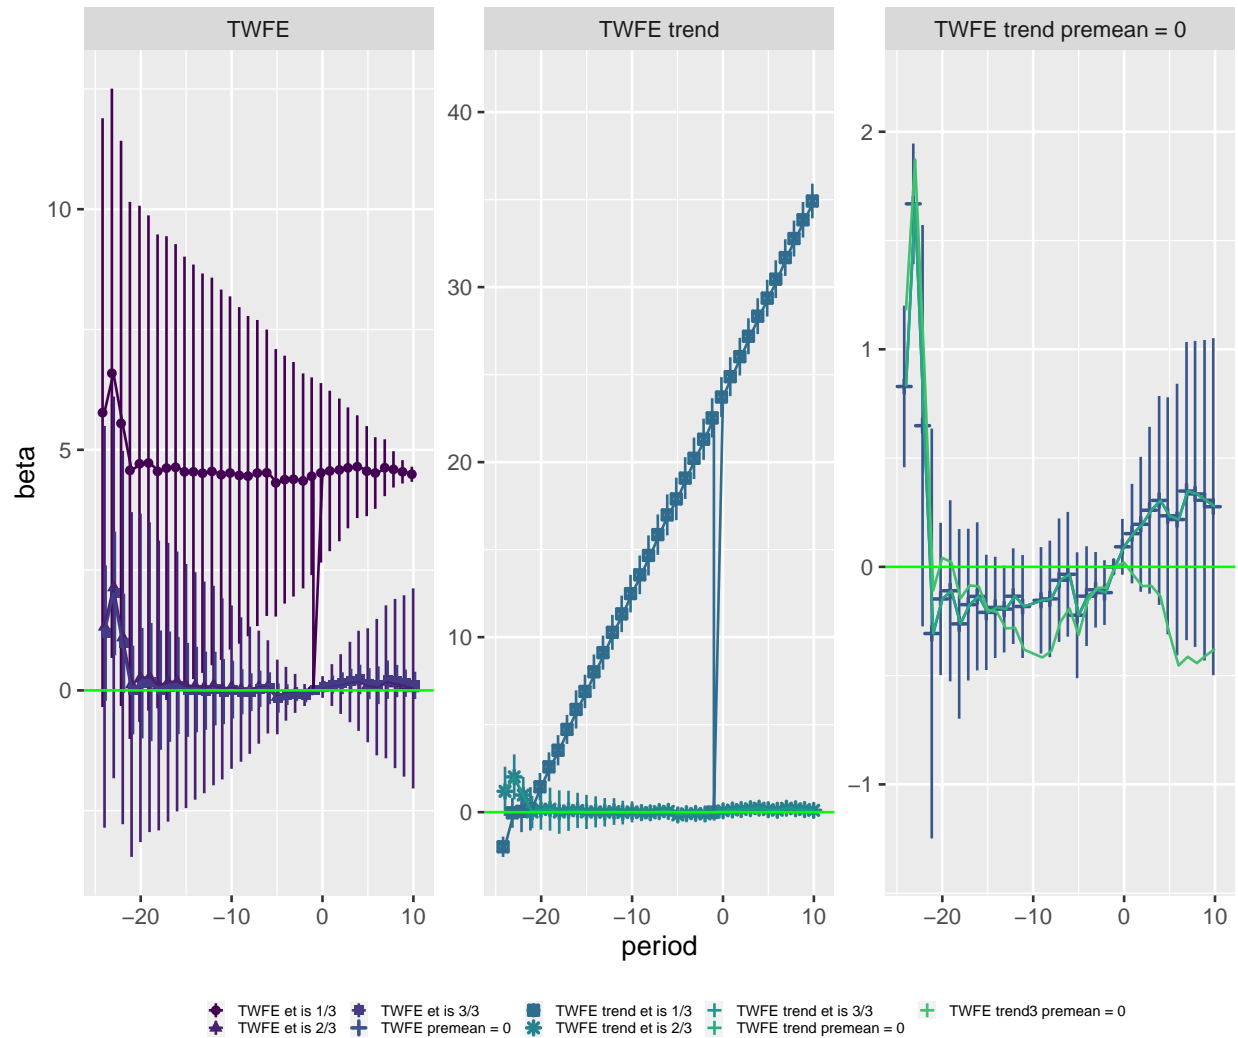 TWFE
TWFE trend
TWFE trend premean = 0
beta
10
5
0
40
30
20
10
0
2
1
0
−1
−20
−10
0
10
−20
−10
0
10
−20
−10
0
10
period
TWFE et is 1/3
TWFE et is 3/3
TWFE trend et is 1/3
TWFE trend et is 3/3
TWFE trend3 premean = 0
TWFE et is 2/3
TWFE premean = 0
TWFE trend et is 2/3
TWFE trend premean = 0